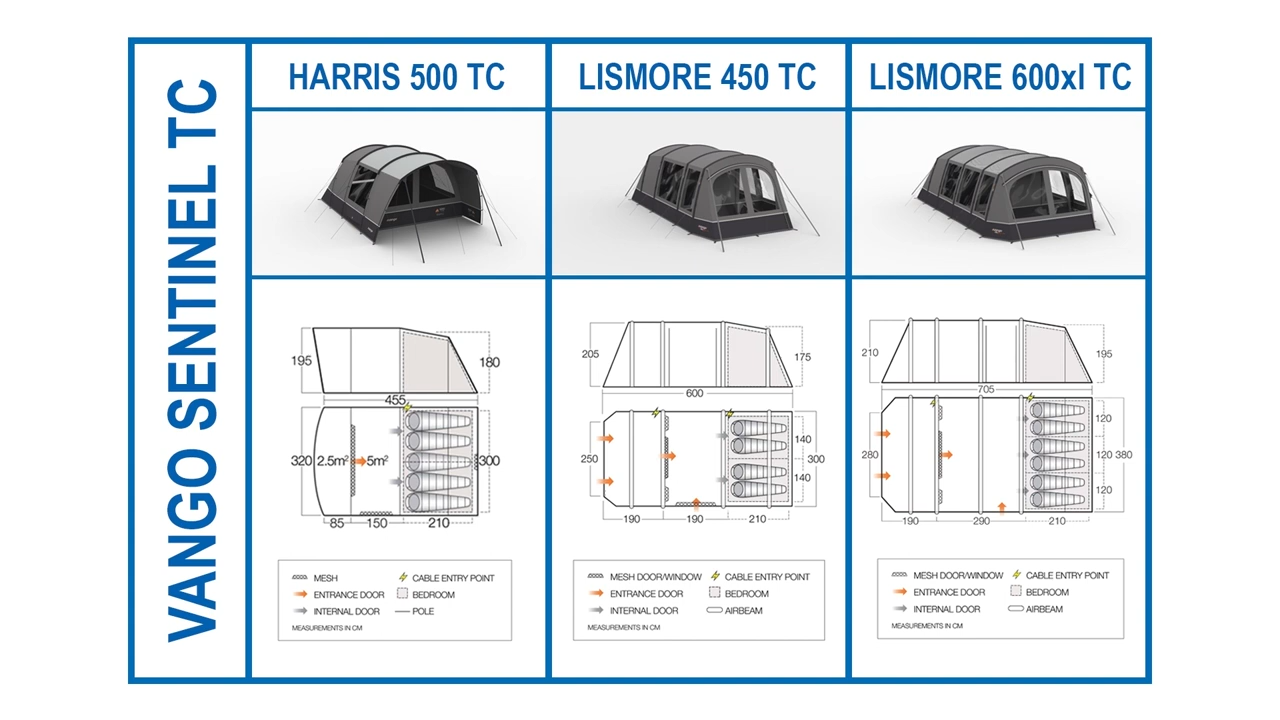 VANGO SENTINEL TC
HARRIS 500 TC
LISMORE 450 TC
LISMORE 600xl TC
195
180
455
320
2.5m²
5m²
300
85
150
210
MESH
CABLE ENTRY POINT
ENTRANCE DOOR
BEDROOM
INTERNAL DOOR
POLE
MEASUREMENTS IN CM
205
175
600
250
140
300
140
190
190
210
MESH DOOR/WINDOW
CABLE ENTRY POINT
ENTRANCE DOOR
BEDROOM
INTERNAL DOOR
AIRBEAM
MEASUREMENTS IN CM
210
195
705
280
120
120
380
120
190
290
210
MESH DOOR/WINDOW
CABLE ENTRY POINT
ENTRANCE DOOR
BEDROOM
INTERNAL DOOR
AIRBEAM
MEASUREMENTS IN CM